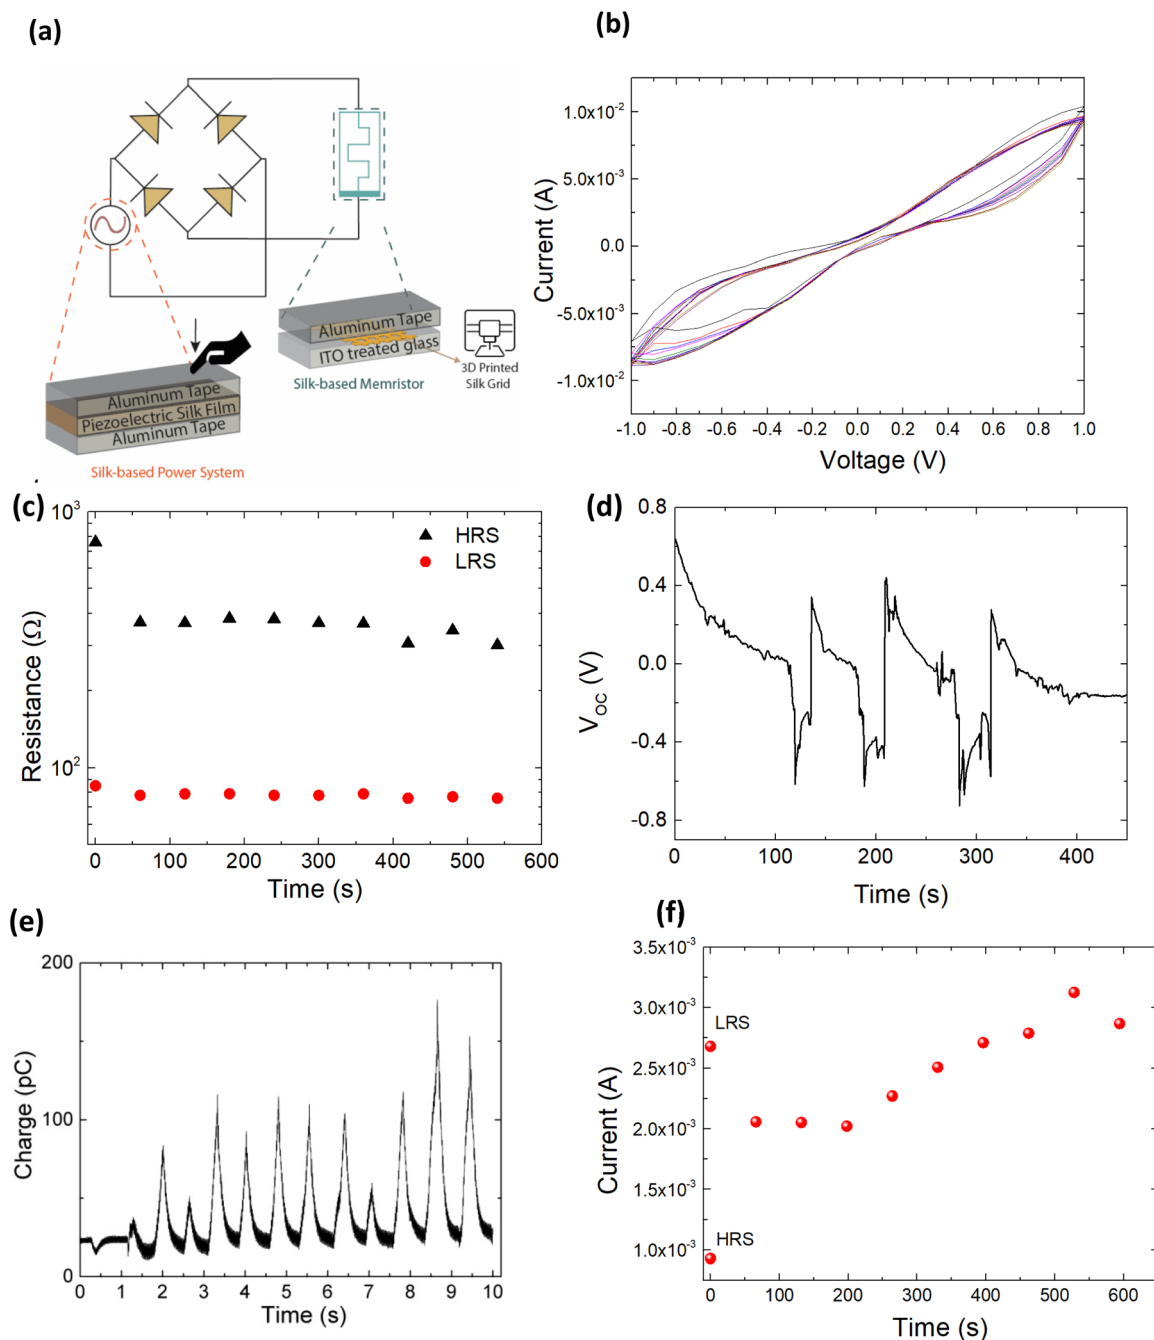 (a)
Aluminum Tape
ITO treated glass
Silk-based Memristor
3D Printed
Silk Grid
Aluminum Tape
Piezoelectric Silk Film
Aluminum Tape
Silk-based Power System
(b)
Current (A)
1.0x10⁻²
5.0x10⁻³
0.0
-5.0x10⁻³
-1.0x10⁻²
-1.0 -0.8 -0.6 -0.4 -0.2 0.0 0.2 0.4 0.6 0.8 1.0
Voltage (V)
(c)
Resistance (Ω)
10³
10²
HRS
LRS
0 100 200 300 400 500 600
Time (s)
(d)
V_OC (V)
0.8
0.4
0.0
-0.4
-0.8
0 100 200 300 400
Time (s)
(e)
Charge (pC)
200
100
0
0 1 2 3 4 5 6 7 8 9 10
Time (s)
(f)
Current (A)
3.5x10⁻³
3.0x10⁻³
2.5x10⁻³
2.0x10⁻³
1.5x10⁻³
1.0x10⁻³
LRS
HRS
0 100 200 300 400 500 600
Time (s)